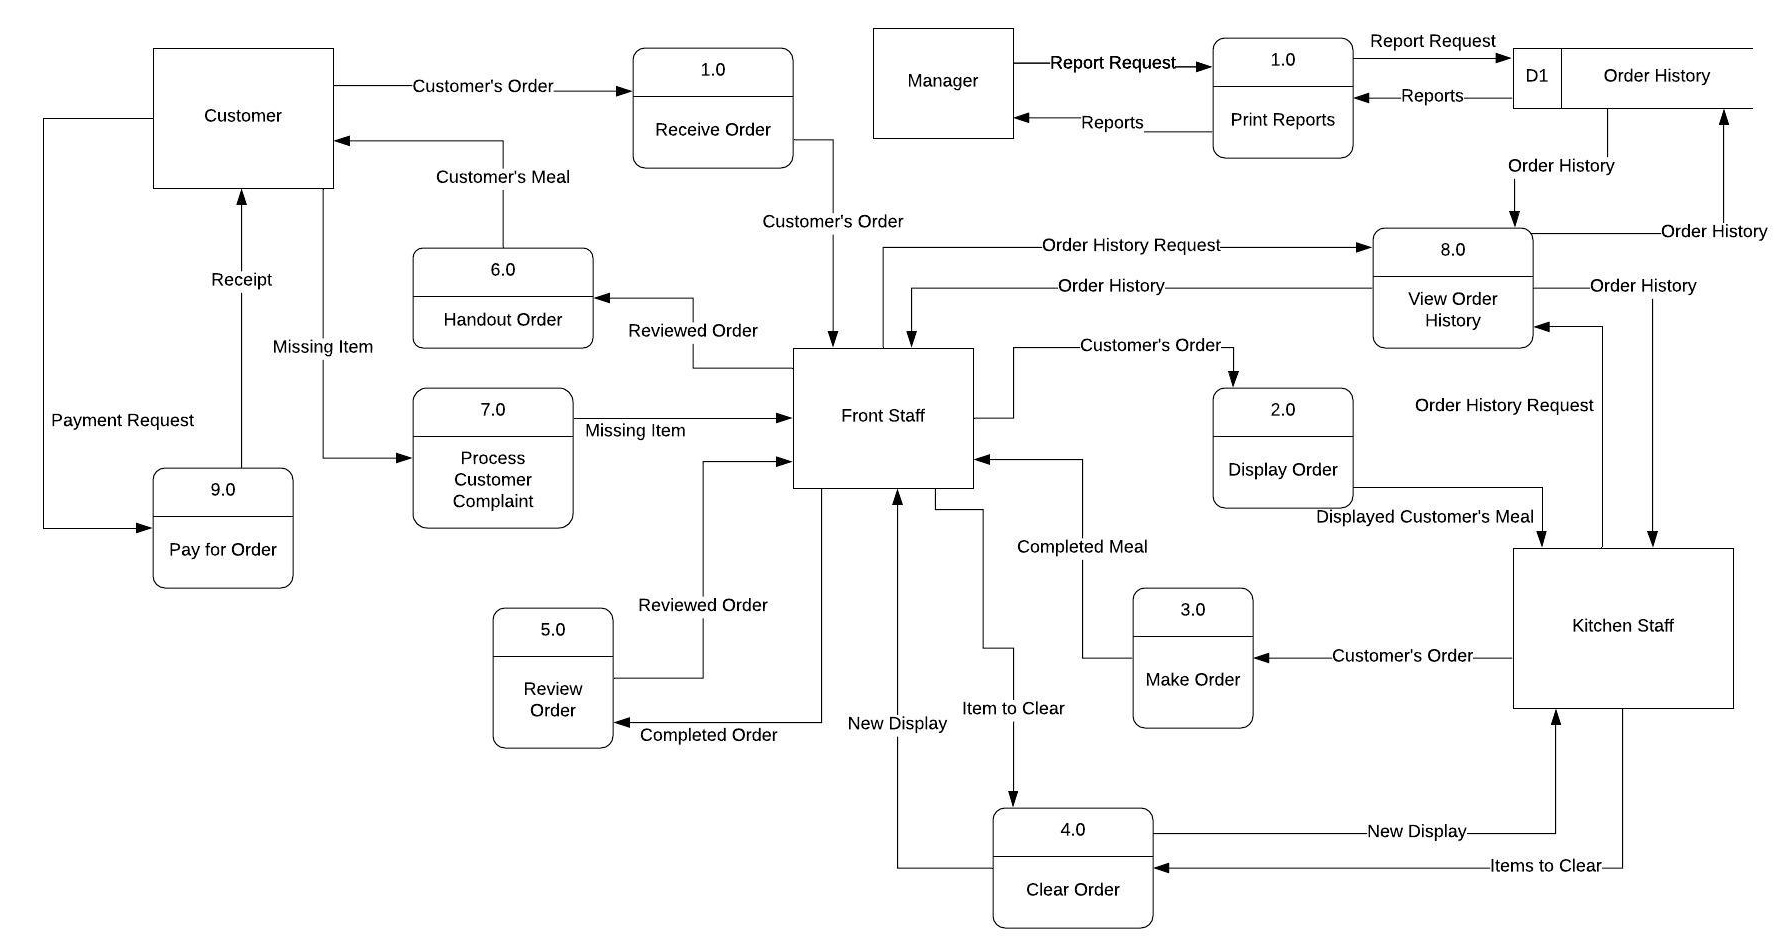 Customer
Customer's Order
1.0
Receive Order
Manager
Report Request
Reports
1.0
Print Reports
Report Request
Reports
D1
Order History
Order History
Order History
Customer's Meal
Customer's Order
Receipt
Missing Item
Payment Request
6.0
Handout Order
Reviewed Order
Order History Request
Order History
8.0
View Order
History
Order History
Order History Request
7.0
Process
Customer
Complaint
Missing Item
Front Staff
Customer's Order
2.0
Display Order
Displayed Customer's Meal
9.0
Pay for Order
Completed Meal
5.0
Review
Order
Reviewed Order
Completed Order
3.0
Make Order
Customer's Order
Kitchen Staff
New Display
Item to Clear
4.0
Clear Order
New Display
Items to Clear